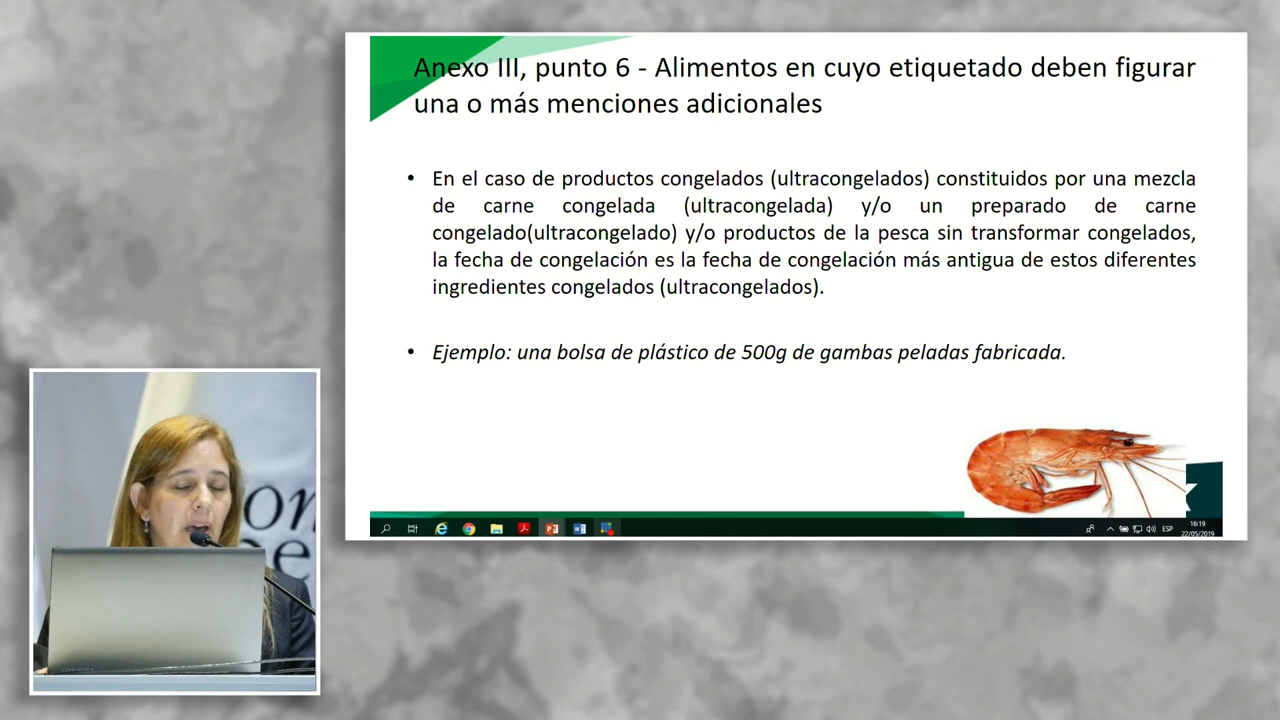 Anexo III, punto 6 - Alimentos en cuyo etiquetado deben figurar
una o más menciones adicionales
• En el caso de productos congelados (ultracongelados) constituidos por una mezcla
de carne congelada (ultracongelada) y/o un preparado de carne
congelado(ultracongelado) y/o productos de la pesca sin transformar congelados,
la fecha de congelación es la fecha de congelación más antigua de estos diferentes
ingredientes congelados (ultracongelados).
• Ejemplo: una bolsa de plástico de 500g de gambas peladas fabricada.
ESP
16:19
22/05/2019
TOSHIBA